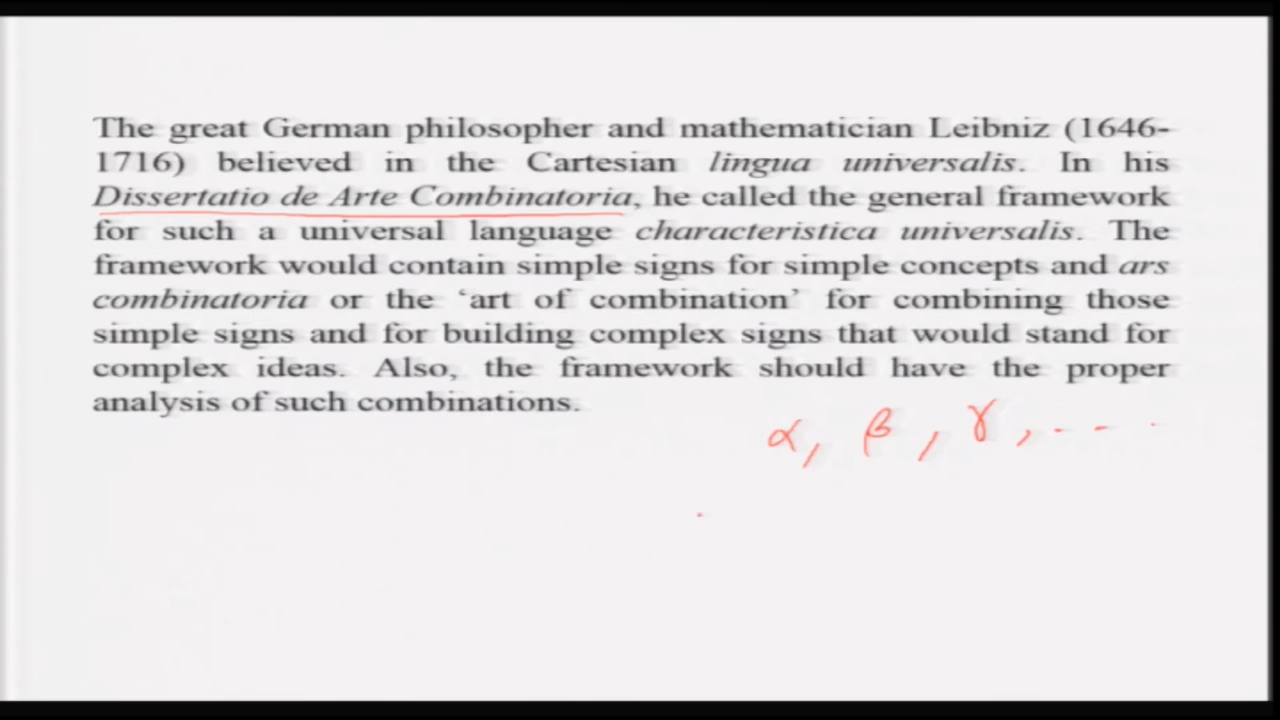 The great German philosopher and mathematician Leibniz (1646-
1716) believed in the Cartesian lingua universalis. In his
Dissertatio de Arte Combinatoria, he called the general framework
for such a universal language characteristica universalis. The
framework would contain simple signs for simple concepts and ars
combinatoria or the ‘art of combination’ for combining those
simple signs and for building complex signs that would stand for
complex ideas. Also, the framework should have the proper
analysis of such combinations.
α, β, γ, ....